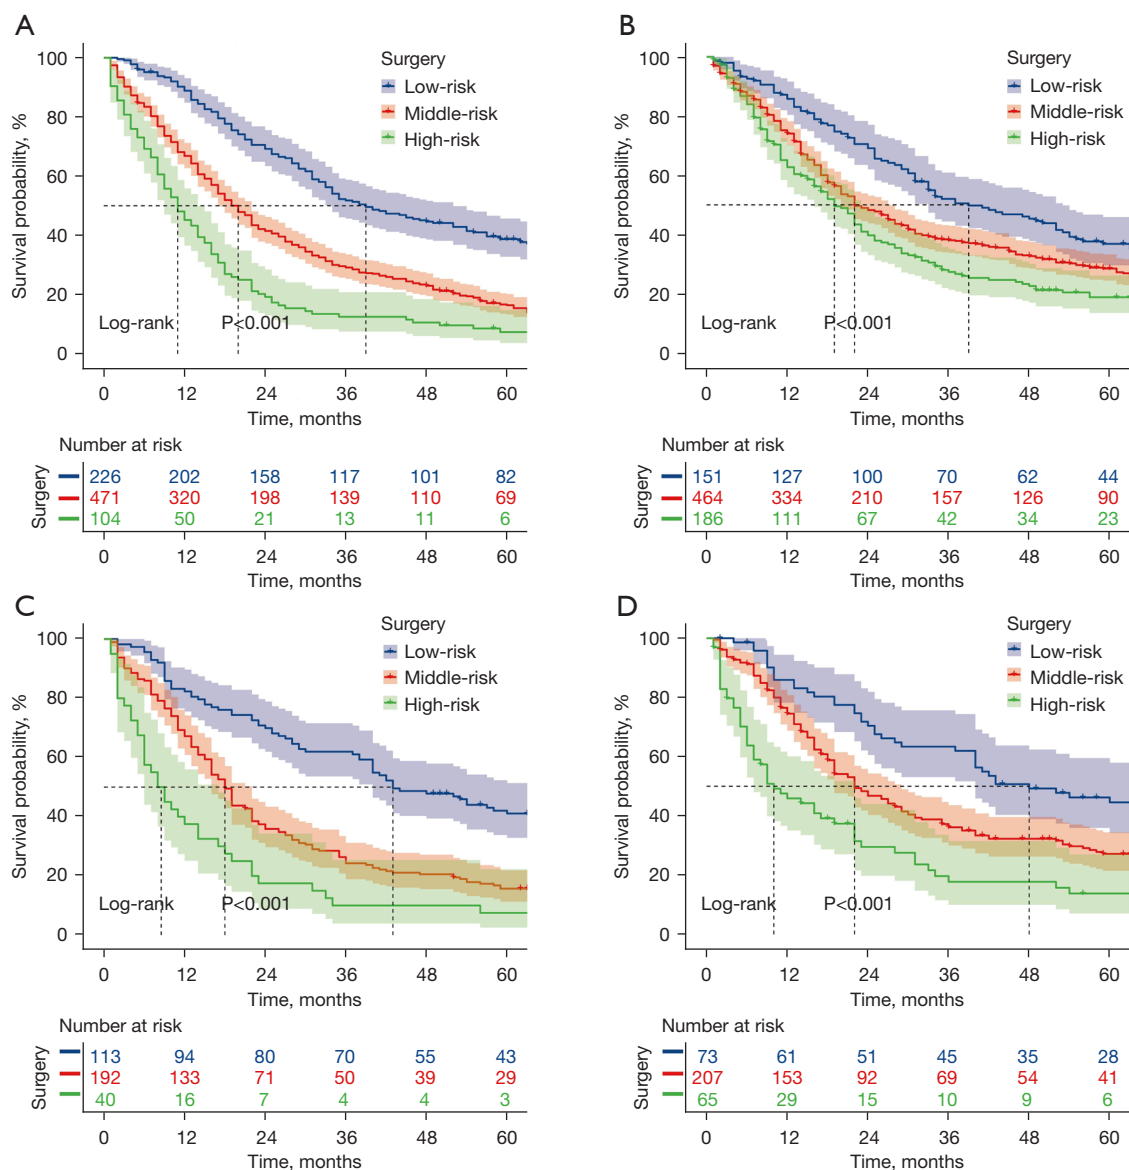 A
Surgery
Low-risk
Middle-risk
High-risk
Survival probability, %
100
80
60
40
20
0
Log-rank P<0.001
0 12 24 36 48 60
Time, months
Number at risk
Surgery
226 202 158 117 101 82
471 320 198 139 110 69
104 50 21 13 11 6
0 12 24 36 48 60
Time, months
B
Surgery
Low-risk
Middle-risk
High-risk
Survival probability, %
100
80
60
40
20
0
Log-rank P<0.001
0 12 24 36 48 60
Time, months
Number at risk
Surgery
151 127 100 70 62 44
464 334 210 157 126 90
186 111 67 42 34 23
0 12 24 36 48 60
Time, months
C
Surgery
Low-risk
Middle-risk
High-risk
Survival probability, %
100
80
60
40
20
0
Log-rank P<0.001
0 12 24 36 48 60
Time, months
Number at risk
Surgery
113 94 80 70 55 43
192 133 71 50 39 29
40 16 7 4 4 3
0 12 24 36 48 60
Time, months
D
Surgery
Low-risk
Middle-risk
High-risk
Survival probability, %
100
80
60
40
20
0
Log-rank P<0.001
0 12 24 36 48 60
Time, months
Number at risk
Surgery
73 61 51 45 35 28
207 153 92 69 54 41
65 29 15 10 9 6
0 12 24 36 48 60
Time, months